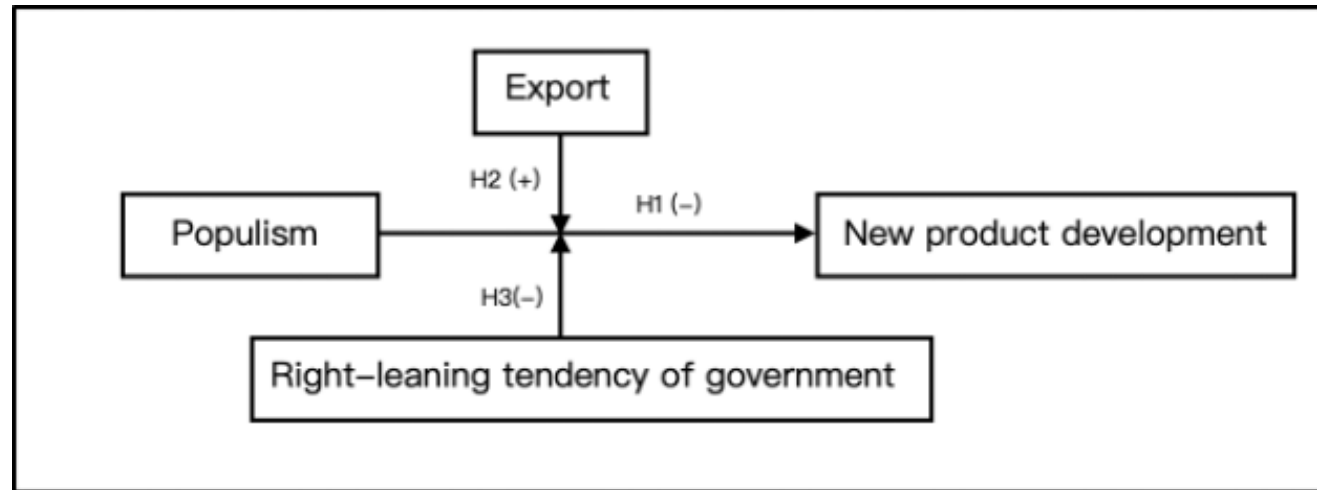 Export
H2 (+)
H1 (–)
Populism
New product development
H3(–)
Right–leaning tendency of government